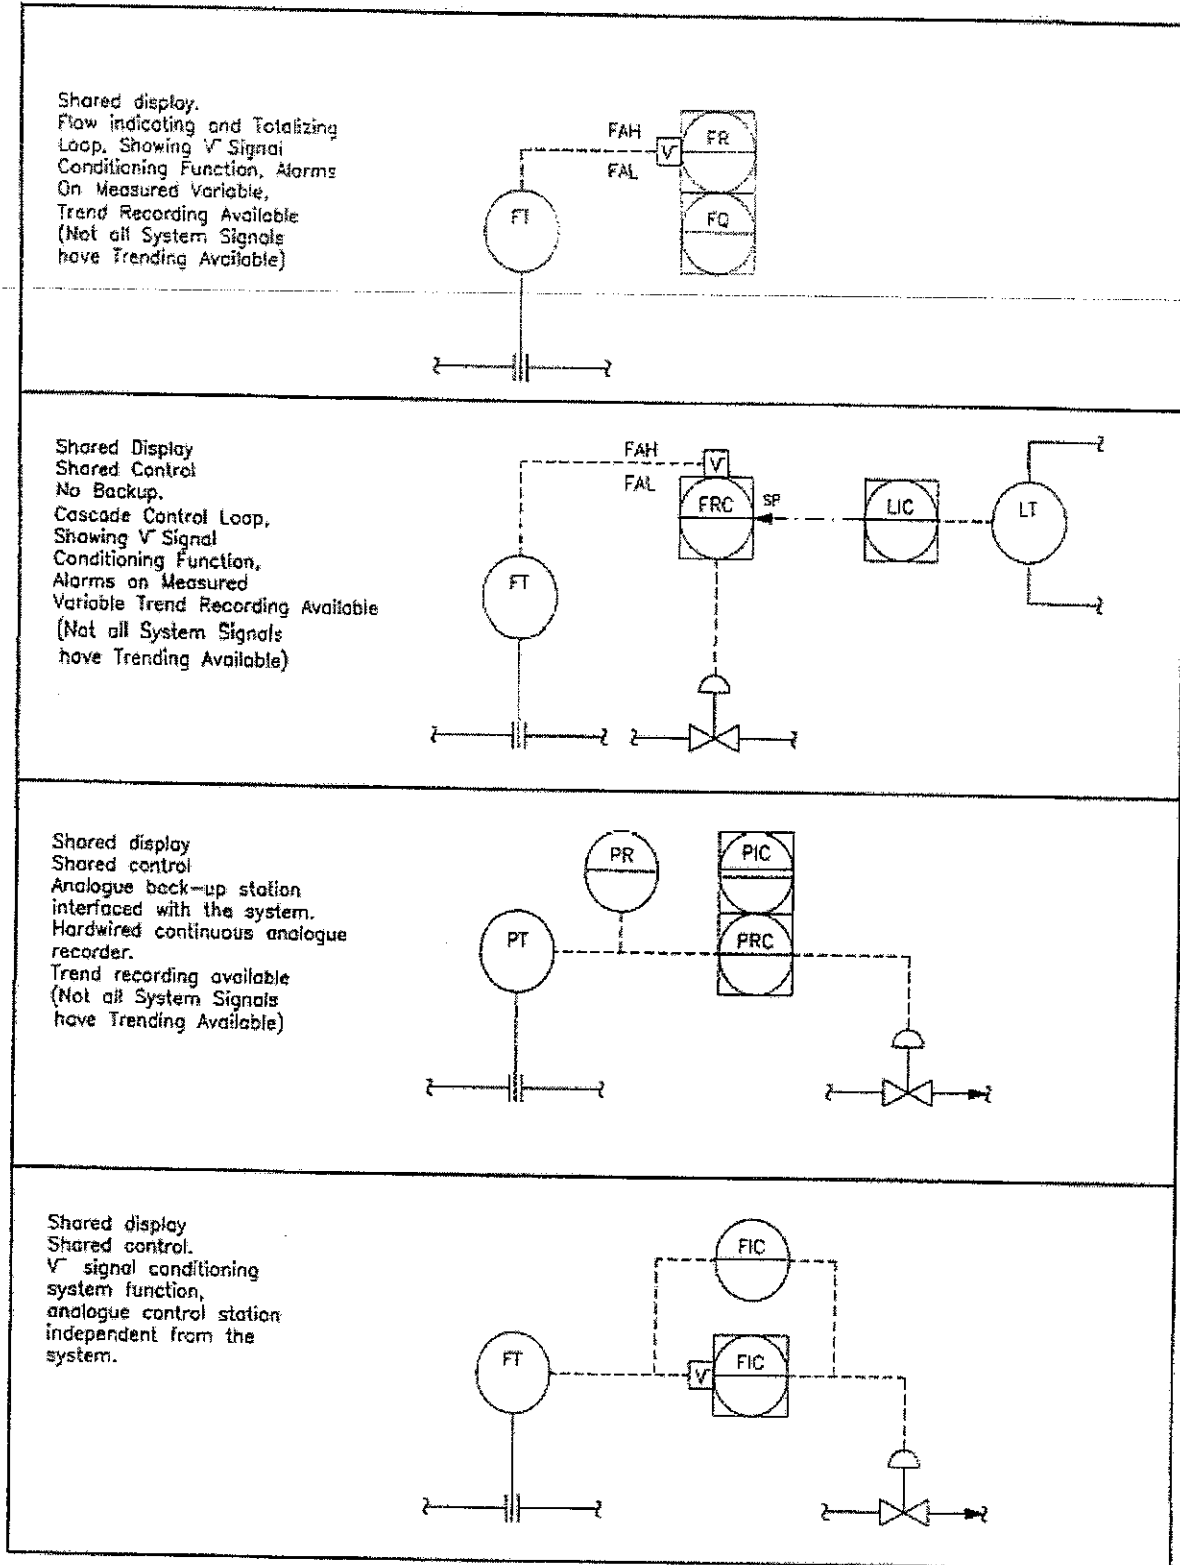 Shared display.
Flow indicating and Totalizing
Loop, Showing √ Signal
Conditioning Function, Alarms
On Measured Variable,
Trend Recording Available
(Not all System Signals
have Trending Available)
FAH
FAL
√
FR
FQ
FT
Shared Display
Shared Control
No Backup.
Cascade Control Loop,
Showing √ Signal
Conditioning Function,
Alarms on Measured
Variable Trend Recording Available
(Not all System Signals
have Trending Available)
FAH
FAL
√
FRC
SP
LIC
LT
FT
Shared display
Shared control
Analogue back-up station
interfaced with the system.
Hardwired continuous analogue
recorder.
Trend recording available
(Not all System Signals
have Trending Available)
PR
PIC
PT
PRC
Shared display
Shared control.
√ signal conditioning
system function,
analogue control station
independent from the
system.
FIC
FT
√
FIC